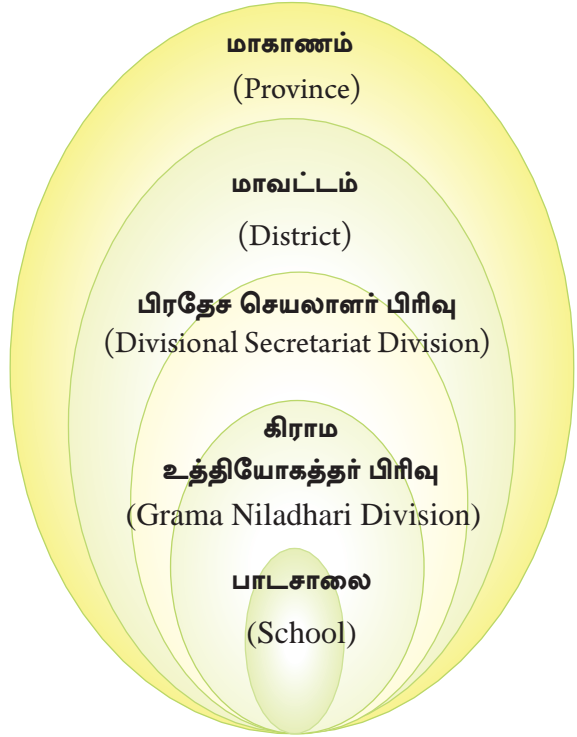 மாகாணம்
(Province)
மாவட்டம்
(District)
பிரதேச செயலாளர் பிரிவு
(Divisional Secretariat Division)
கிராம
உத்தியோகத்தர் பிரிவு
(Grama Niladhari Division)
பாடசாலை
(School)